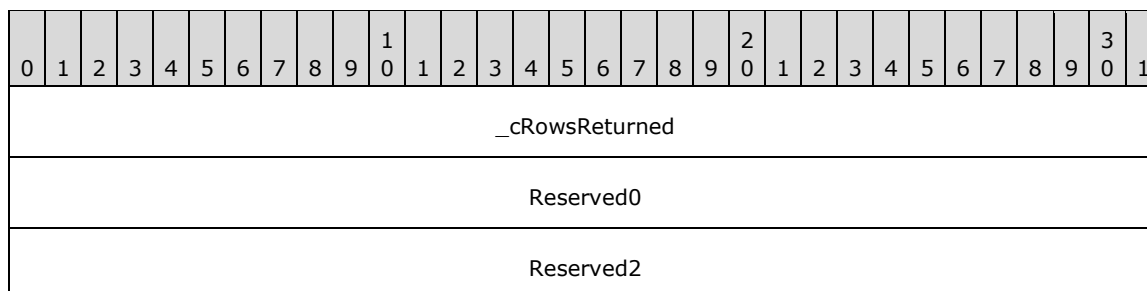 1 2 3
0 1 2 3 4 5 6 7 8 9 0 1 2 3 4 5 6 7 8 9 0 1 2 3 4 5 6 7 8 9 0 1
_cRowsReturned
Reserved0
Reserved2